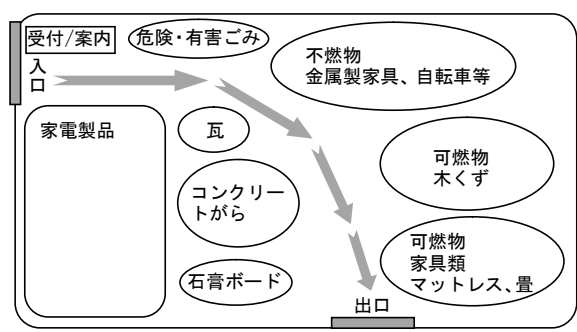 受付/案内
危険・有害ごみ
不燃物
金属製家具、自転車等
入
口
家電製品
瓦
可燃物
木くず
コンクリー
トがら
可燃物
家具類
マットレス、畳
石膏ボード
出口